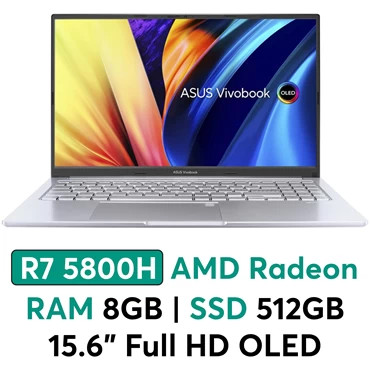 ASUS Vivobook OLED
ASUS Vivobook
R7 5800H AMD Radeon
RAM 8GB | SSD 512GB
15.6" Full HD OLED